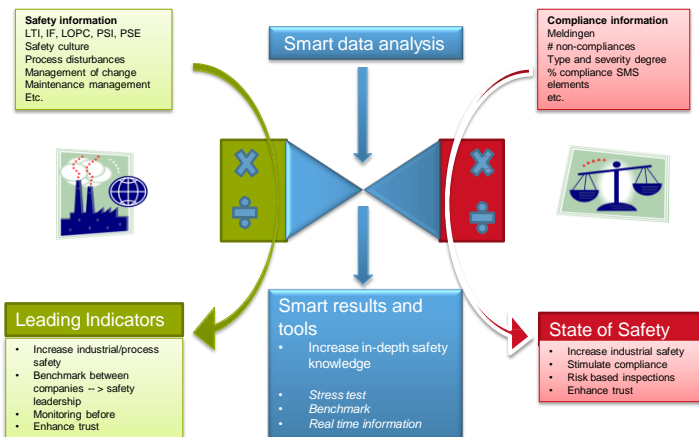 Safety information
LTI, IF, LOPC, PSI, PSE
Safety culture
Process disturbances
Management of change
Maintenance management
Etc.
Smart data analysis
Compliance information
Meldingen
# non-compliances
Type and severity degree
% compliance SMS
elements
etc.
Leading Indicators
• Increase industrial/process
safety
• Benchmark between
companies -- > safety
leadership
• Monitoring before
• Enhance trust
Smart results and
tools
• Increase in-depth safety
knowledge
• Stress test
• Benchmark
• Real time information
State of Safety
• Increase industrial safety
• Stimulate compliance
• Risk based inspections
• Enhance trust